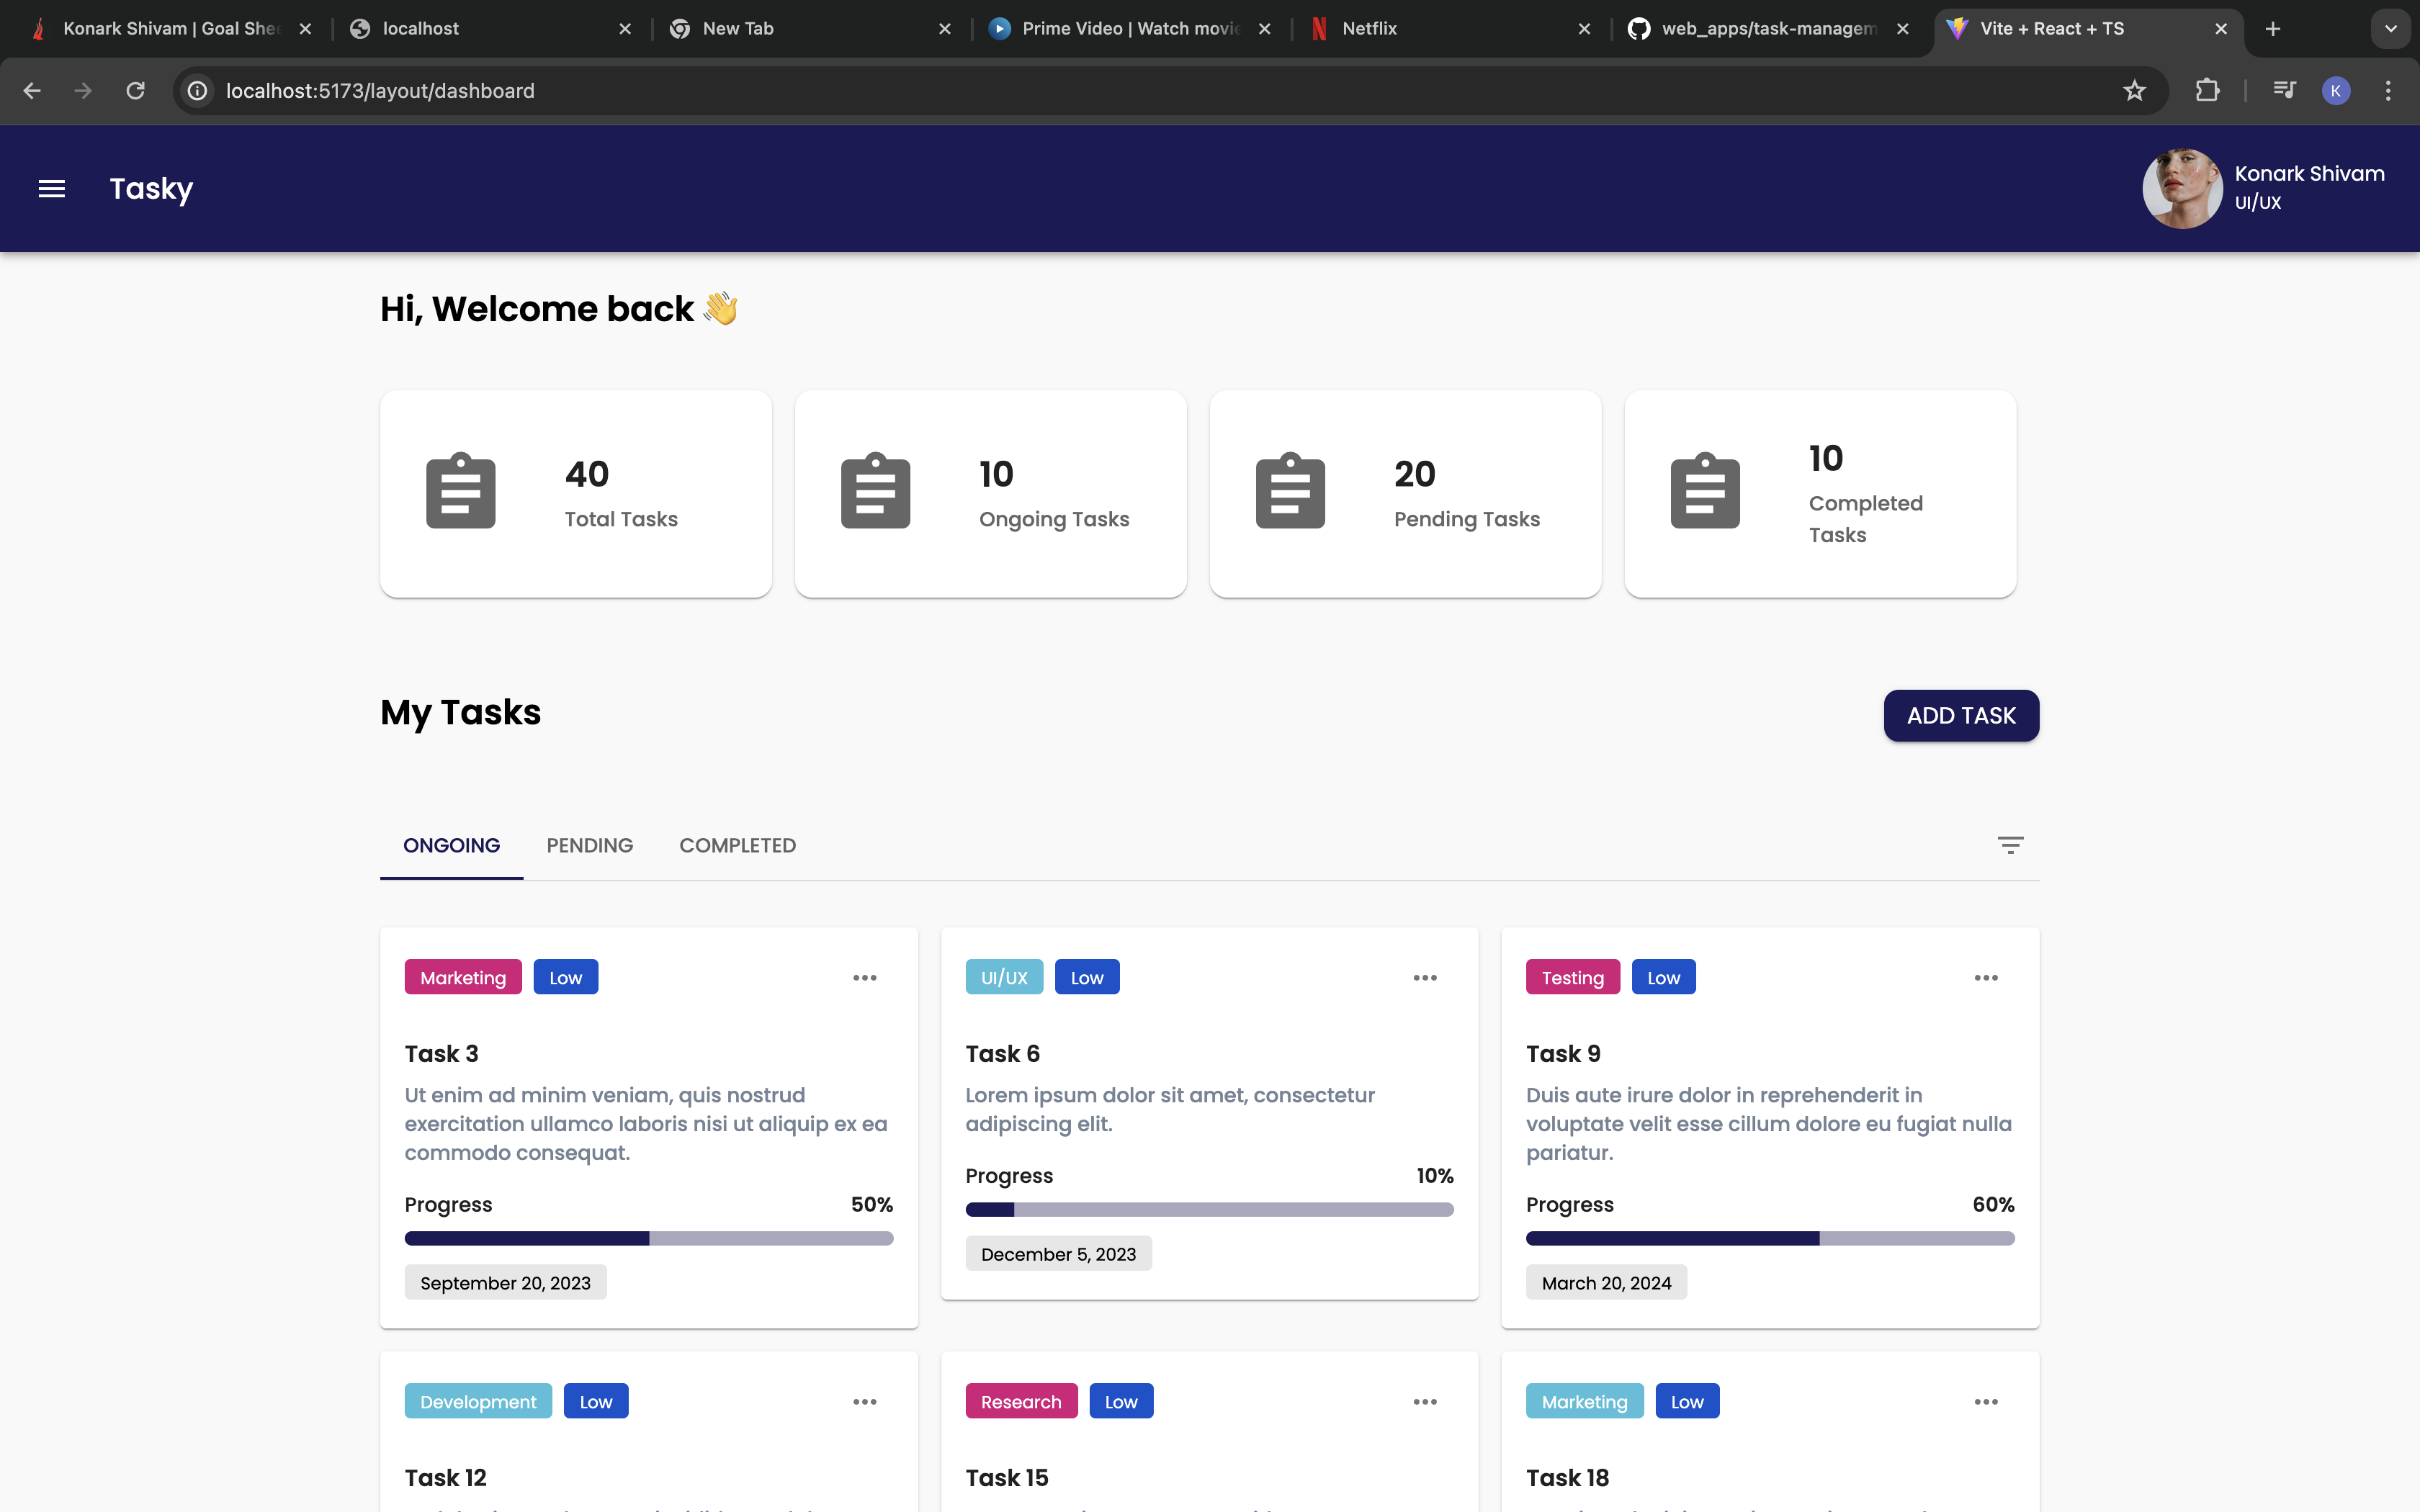 Konark Shivam | Goal Shee
localhost
New Tab
Prime Video | Watch movie
Netflix
web_apps/task-managem
Vite + React + TS
localhost:5173/layout/dashboard
K
Tasky
Konark Shivam
UI/UX
Hi, Welcome back 👋
40
Total Tasks
10
Ongoing Tasks
20
Pending Tasks
10
Completed
Tasks
My Tasks
ADD TASK
ONGOING PENDING COMPLETED
Marketing Low
Task 3
Ut enim ad minim veniam, quis nostrud
exercitation ullamco laboris nisi ut aliquip ex ea
commodo consequat.
Progress 50%
September 20, 2023
UI/UX Low
Task 6
Lorem ipsum dolor sit amet, consectetur
adipiscing elit.
Progress 10%
December 5, 2023
Testing Low
Task 9
Duis aute irure dolor in reprehenderit in
voluptate velit esse cillum dolore eu fugiat nulla
pariatur.
Progress 60%
March 20, 2024
Development Low
Task 12
Research Low
Task 15
Marketing Low
Task 18